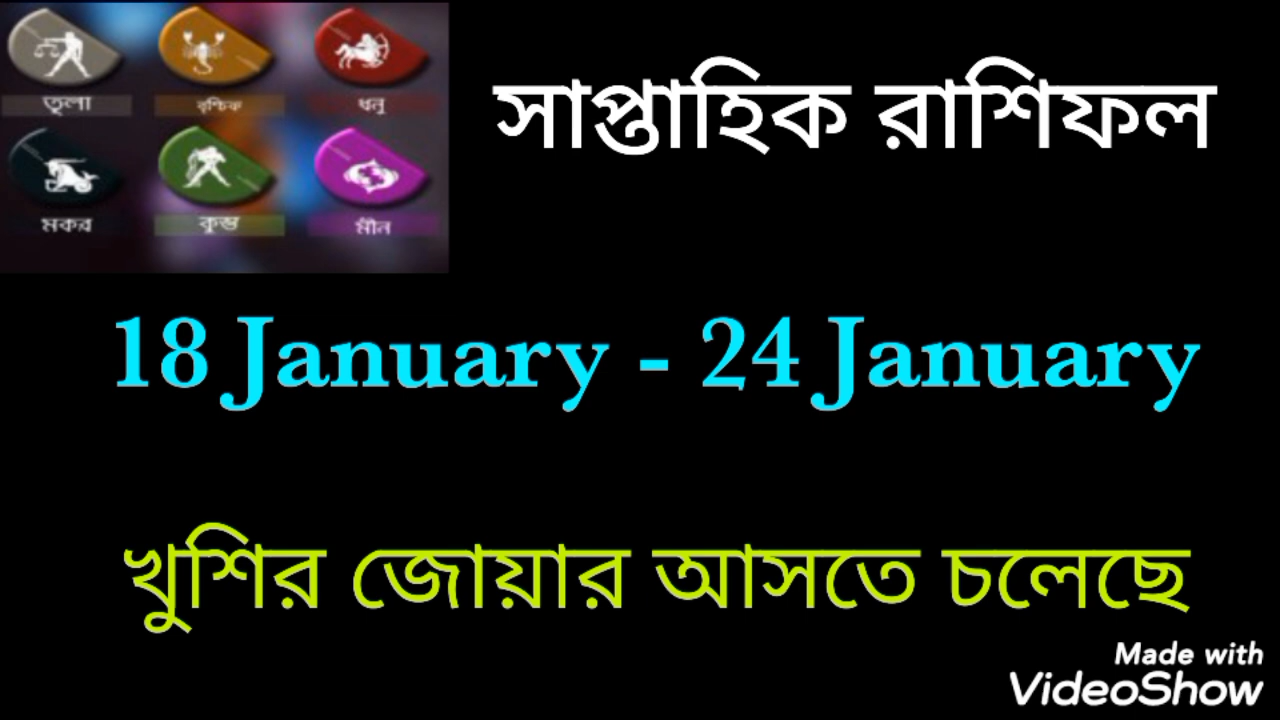 তুলা বৃশ্চিক ধনু
মকর কুম্ভ মীন
সাপ্তাহিক রাশিফল
18 January - 24 January
খুশির জোয়ার আসতে চলেছে
Made with
VideoShow